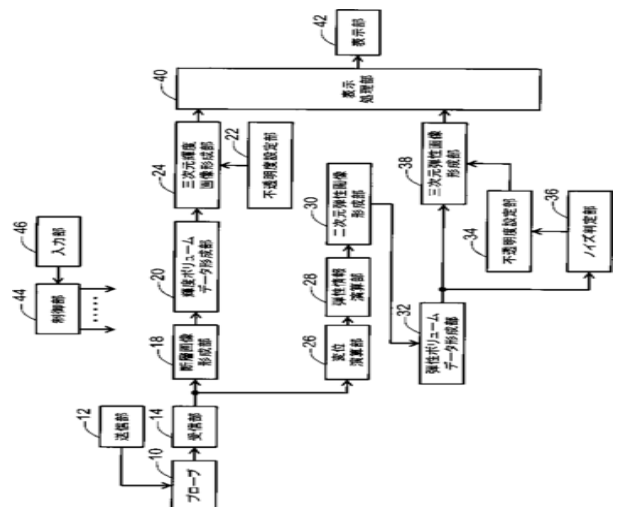 46
入力部
44
制御部
12
送信部
10
プローブ
14
受信部
18
断層画像
形成部
20
輝度ボリューム
データ形成部
24
三次元輝度
画像形成部
22
不透明度設定部
26
変位
演算部
28
弾性情報
演算部
30
二次元弾性画像
形成部
32
弾性ボリューム
データ形成部
34
不透明度設定部
36
ノイズ判定部
38
三次元弾性画像
形成部
40
表示
処理部
42
表示部